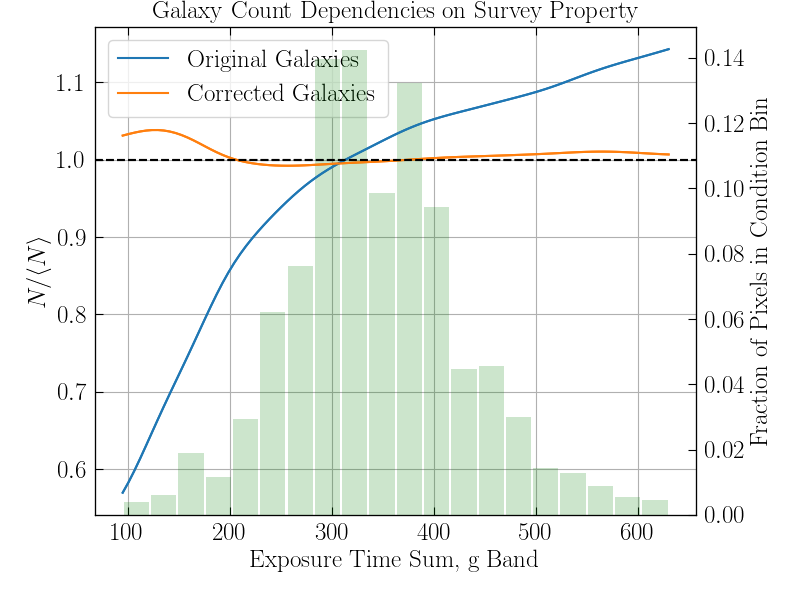 Galaxy Count Dependencies on Survey Property
Original Galaxies
Corrected Galaxies
1.1
1.0
0.9
0.8
0.7
0.6
N/⟨N⟩
0.14
0.12
0.10
0.08
0.06
0.04
0.02
0.00
Fraction of Pixels in Condition Bin
100 200 300 400 500 600
Exposure Time Sum, g Band